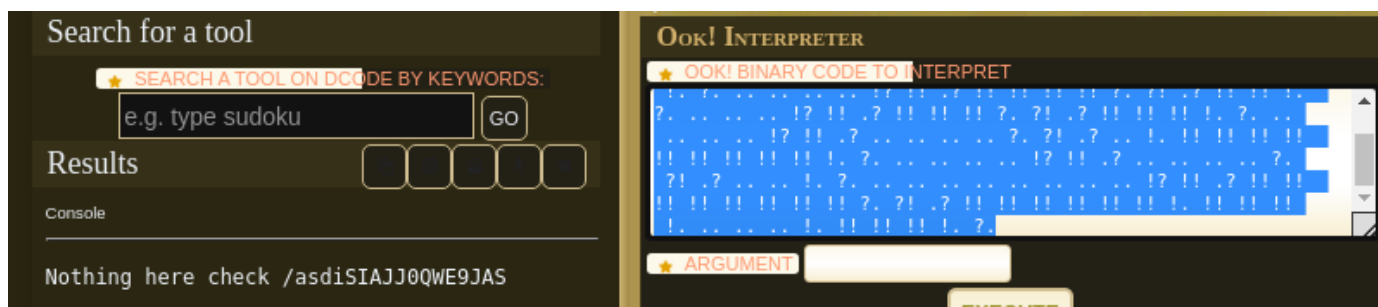 Search for a tool
SEARCH A TOOL ON DCODE BY KEYWORDS:
e.g. type sudoku
GO
Results
Console
Nothing here check /asdiSIAJJ0QWE9JAS
OOK! INTERPRETER
OOK! BINARY CODE TO INTERPRET
?. .. .. .. !? !! .? !! !! !! ?. ?! .? !! !! !! !. ?. ..
.. .. .. .. !? !! .? .. .. .. .. ?. ?! .? .. !. !! !! !! !!
!! !! !! !! !! !. ?. .. .. .. .. .. !? !! .? .. .. .. .. ?.
?! .? .. .. !. ?. .. .. .. .. .. .. .. .. !? !! .? !! !!
!! !! !! !! !! !! ?. ?! .? !! !! !! !! !! !! !. !! !! !!
!. .. .. .. !. !! !! !! !. ?.
ARGUMENT